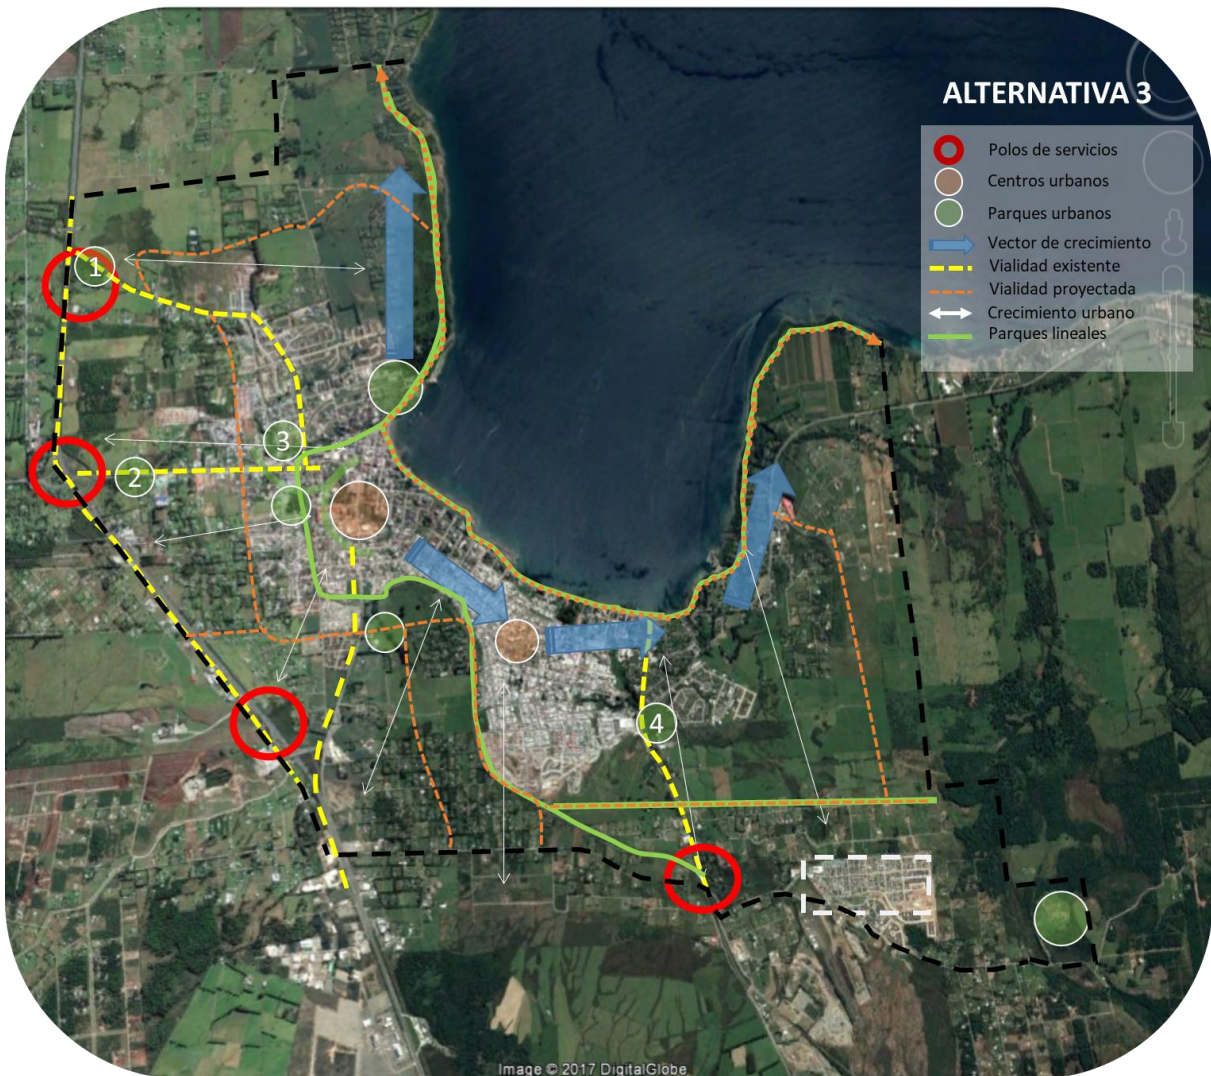 ALTERNATIVA 3
Polos de servicios
Centros urbanos
Parques urbanos
Vector de crecimiento
Vialidad existente
Vialidad proyectada
Crecimiento urbano
Parques lineales
1
3
2
4
Image © 2017 DigitalGlobe